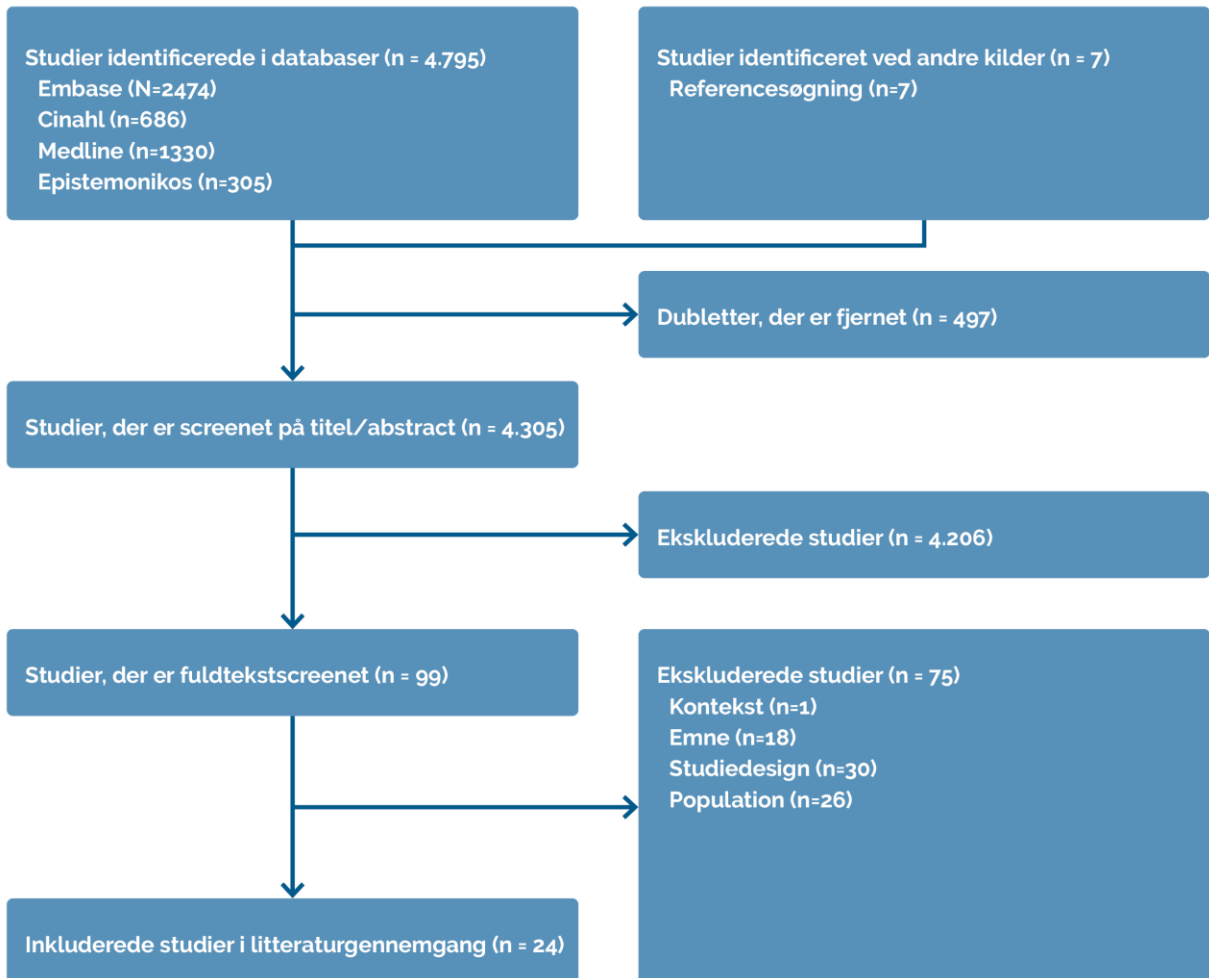 Studier identificerede i databaser (n = 4.795)
Embase (N=2474)
Cinahl (n=686)
Medline (n=1330)
Epistemonikos (n=305)
Studier identificeret ved andre kilder (n = 7)
Referencesøgning (n=7)
Dubletter, der er fjernet (n = 497)
Studier, der er screenet på titel/abstract (n = 4.305)
Ekskluderede studier (n = 4.206)
Studier, der er fuldtekstscreenet (n = 99)
Ekskluderede studier (n = 75)
Kontekst (n=1)
Emne (n=18)
Studiedesign (n=30)
Population (n=26)
Inkluderede studier i litteraturgennemgang (n = 24)